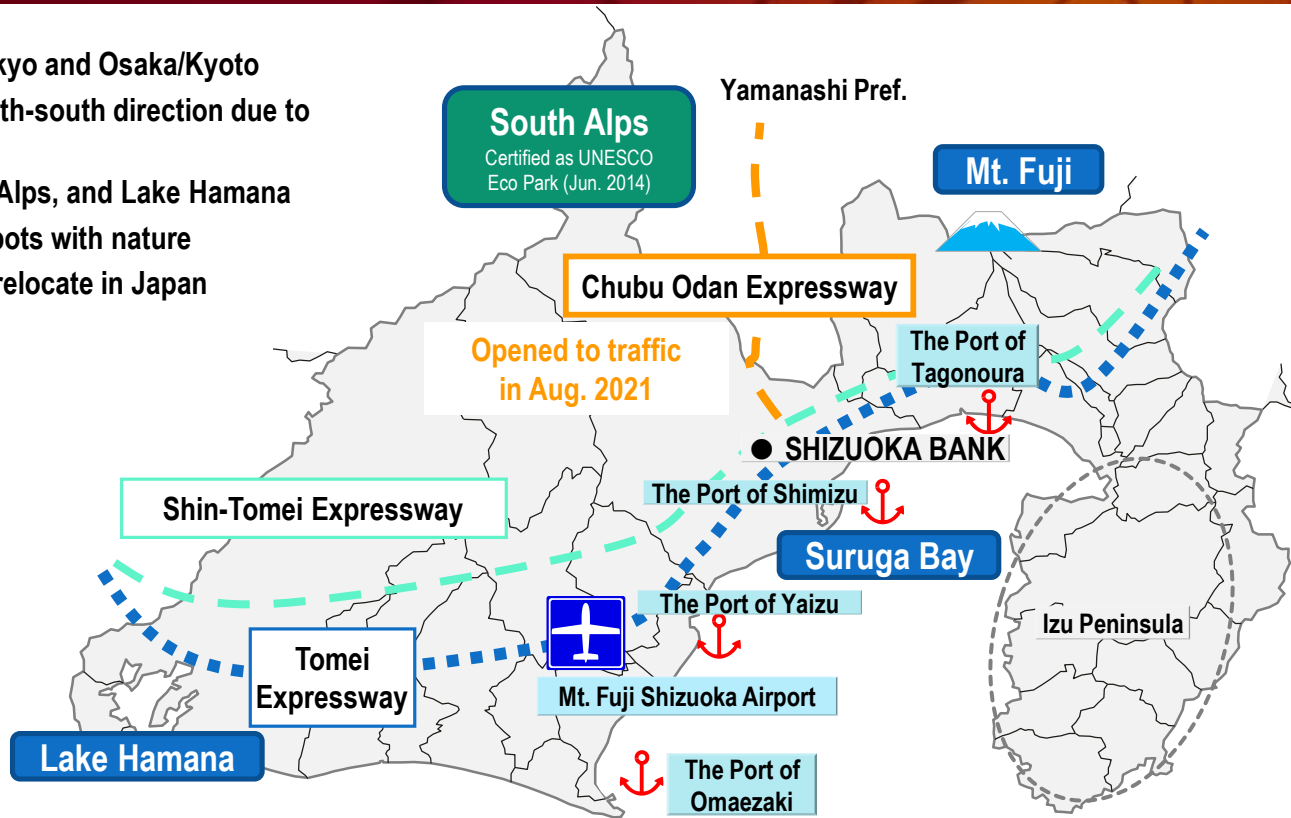 kyo and Osaka/Kyoto
th-south direction due to
Alps, and Lake Hamana
pots with nature
relocate in Japan
South Alps
Certified as UNESCO
Eco Park (Jun. 2014)
Yamanashi Pref.
Mt. Fuji
Chubu Odan Expressway
Opened to traffic
in Aug. 2021
The Port of
Tagonoura
SHIZUOKA BANK
Shin-Tomei Expressway
The Port of Shimizu
Suruga Bay
The Port of Yaizu
Izu Peninsula
Tomei
Expressway
Mt. Fuji Shizuoka Airport
Lake Hamana
The Port of
Omaezaki